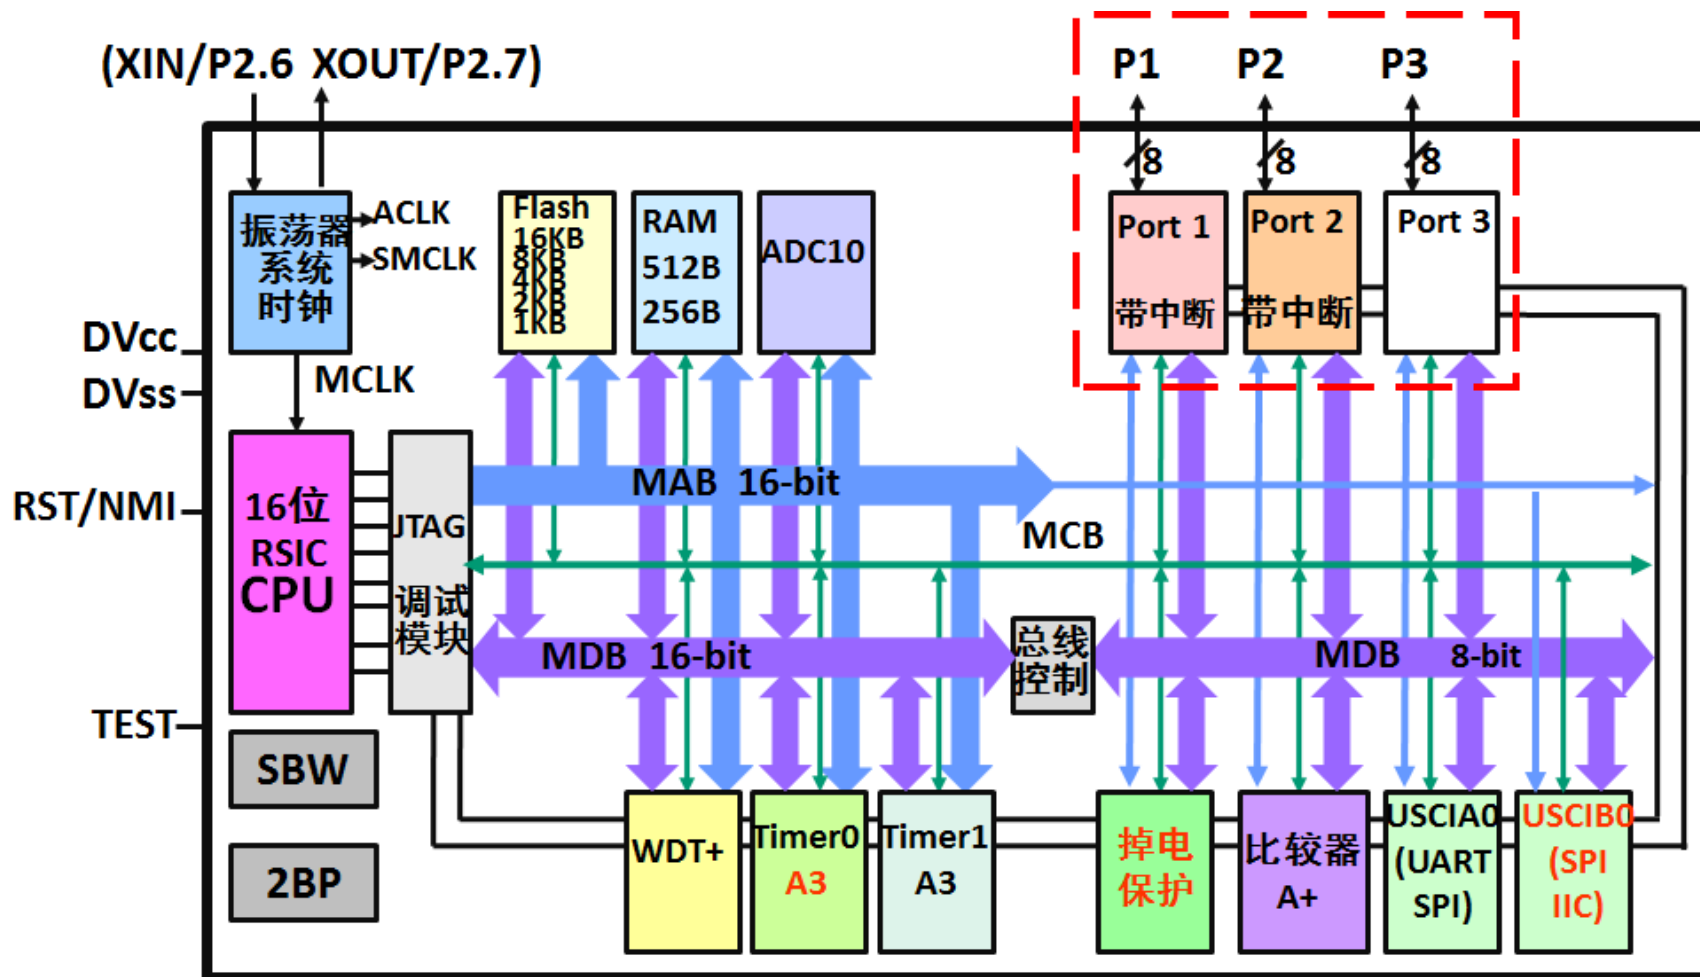 (XIN/P2.6 XOUT/P2.7)
P1 P2 P3
8 8 8
振荡器
系统
时钟
ACLK
SMCLK
Flash
16KB
8KB
4KB
2KB
1KB
RAM
512B
256B
ADC10
Port 1
带中断
Port 2
带中断
Port 3
DVcc
DVss
MCLK
RST/NMI
TEST
16位
RSIC
CPU
JTAG
调试
模块
MAB 16-bit
MCB
MDB 16-bit
总线
控制
MDB 8-bit
SBW
2BP
WDT+
Timer0
A3
Timer1
A3
掉电
保护
比较器
A+
USCIA0
(UART
SPI)
USCIB0
(SPI
IIC)